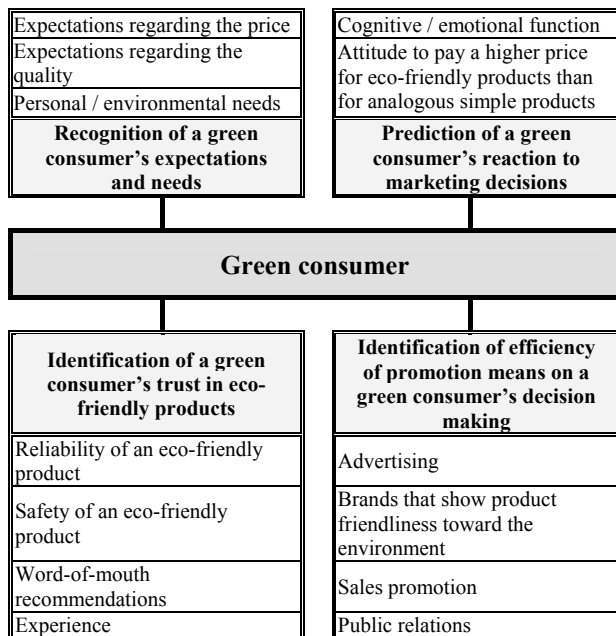 Expectations regarding the price
Expectations regarding the
quality
Personal / environmental needs
Recognition of a green
consumer's expectations
and needs
Cognitive / emotional function
Attitude to pay a higher price
for eco-friendly products than
for analogous simple products
Prediction of a green
consumer's reaction to
marketing decisions
Green consumer
Identification of a green
consumer's trust in eco-
friendly products
Reliability of an eco-friendly
product
Safety of an eco-friendly
product
Word-of-mouth
recommendations
Experience
Identification of efficiency
of promotion means on a
green consumer's decision
making
Advertising
Brands that show product
friendliness toward the
environment
Sales promotion
Public relations